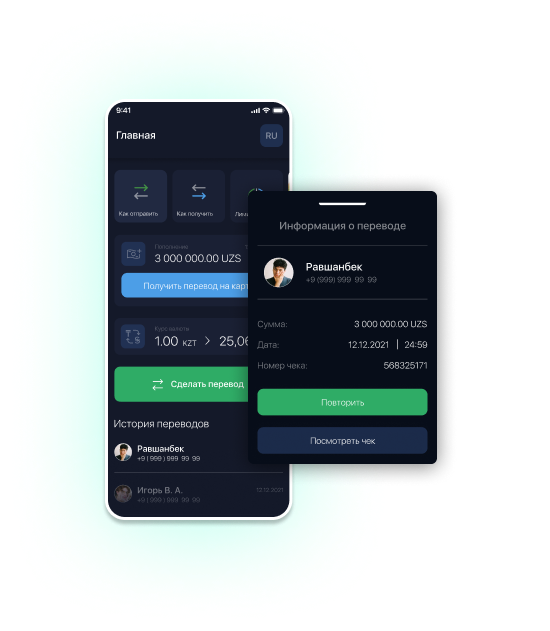 9:41
Главная
RU
Как отправить
Как получить
Лим
Пополнение
3 000 000.00 UZS
Получить перевод на карт
Курс валюты
1.00 KZT > 25,06
Сделать перевод
История переводов
Равшанбек
+9 ( 999 ) 999 99 99
Игорь В. А.
12.12.2021
+9 ( 999 ) 999 99 99
Информация о переводе
Равшанбек
+9 (999) 999 99 99
Сумма: 3 000 000.00 UZS
Дата: 12.12.2021 | 24:59
Номер чека: 568325171
Повторить
Посмотреть чек